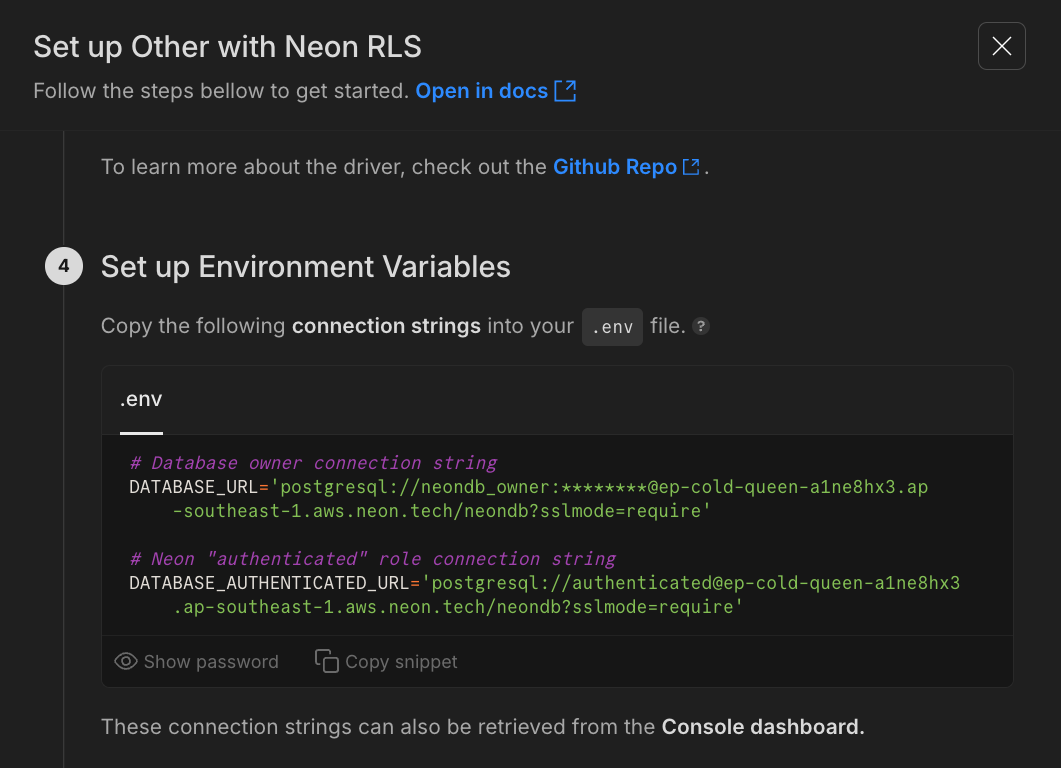 Set up Other with Neon RLS
Follow the steps bellow to get started. Open in docs
To learn more about the driver, check out the Github Repo .
4 Set up Environment Variables
Copy the following connection strings into your .env file. ?
.env
# Database owner connection string
DATABASE_URL='postgresql://neondb_owner:********@ep-cold-queen-a1ne8hx3.ap
-southeast-1.aws.neon.tech/neondb?sslmode=require'
# Neon "authenticated" role connection string
DATABASE_AUTHENTICATED_URL='postgresql://authenticated@ep-cold-queen-a1ne8hx3
.ap-southeast-1.aws.neon.tech/neondb?sslmode=require'
Show password Copy snippet
These connection strings can also be retrieved from the Console dashboard.